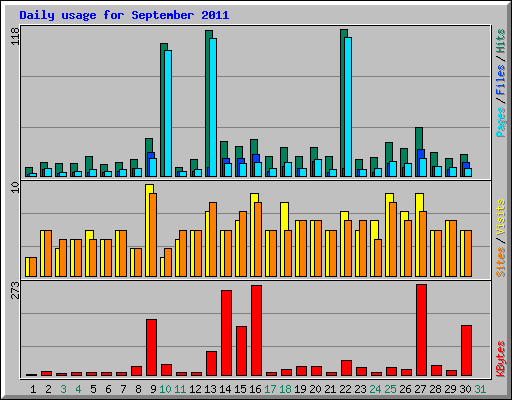 Daily usage for September 2011
118
Pages / Files / Hits
10
Sites / Visits
273
KBytes
1 2 3 4 5 6 7 8 9 10 11 12 13 14 15 16 17 18 19 20 21 22 23 24 25 26 27 28 29 30 31